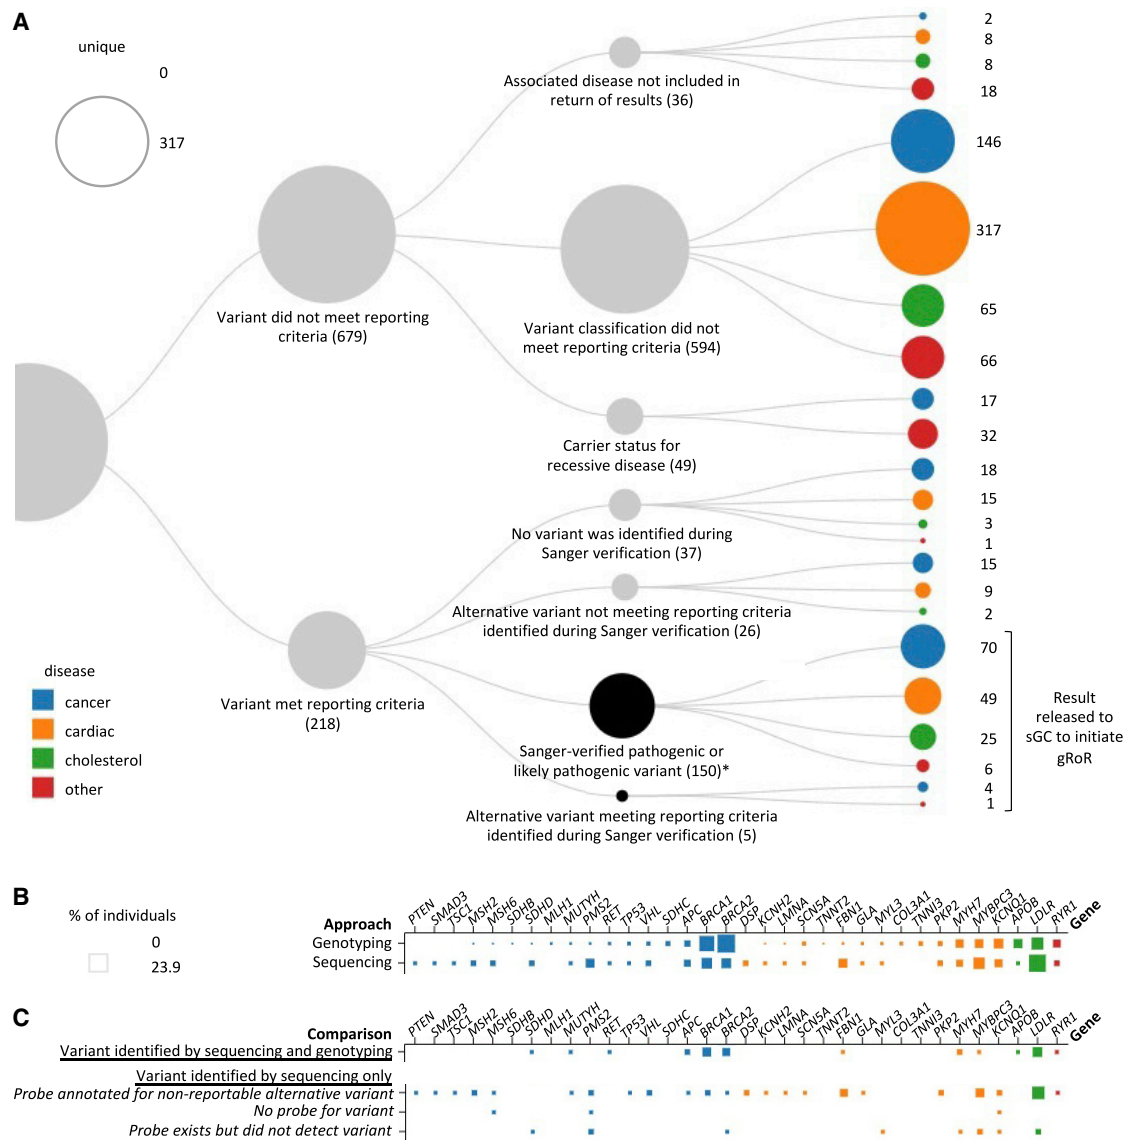 A
unique
0
317
Associated disease not included in
return of results (36)
2
8
8
18
146
317
65
66
Variant did not meet reporting
criteria (679)
Variant classification did not
meet reporting criteria (594)
17
32
Carrier status for
recessive disease (49)
18
15
3
1
No variant was identified during
Sanger verification (37)
15
9
2
Alternative variant not meeting reporting criteria
identified during Sanger verification (26)
70
49
25
6
4
1
Result
released to
sGC to initiate
gRoR
disease
cancer
cardiac
cholesterol
other
Variant met reporting criteria
(218)
Sanger-verified pathogenic or
likely pathogenic variant (150)*
Alternative variant meeting reporting criteria
identified during Sanger verification (5)
B
% of individuals
0
23.9
Approach
PTEN SMAD3 TSC1 MSH2 MSH6 SDHB SDHD MLH1 MUTYH PMS2 RET TP53 VHL SDHC APC BRCA1 BRCA2 DSP KCNH2 LMNA SCN5A TNNT2 FBN1 GLA MYL3 COL3A1 TNNI3 PKP2 MYH7 MYBPC3 KCNQ1 APOB LDLR RYR1 Gene
Genotyping
Sequencing
C
Comparison
PTEN SMAD3 TSC1 MSH2 MSH6 SDHB SDHD MLH1 MUTYH PMS2 RET TP53 VHL SDHC APC BRCA1 BRCA2 DSP KCNH2 LMNA SCN5A TNNT2 FBN1 GLA MYL3 COL3A1 TNNI3 PKP2 MYH7 MYBPC3 KCNQ1 APOB LDLR RYR1 Gene
Variant identified by sequencing and genotyping
Variant identified by sequencing only
Probe annotated for non-reportable alternative variant
No probe for variant
Probe exists but did not detect variant